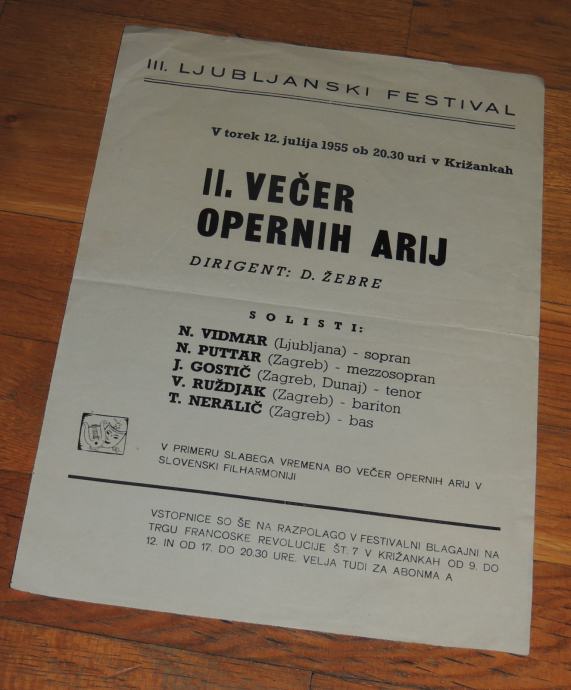 III. LJUBLJANSKI FESTIVAL
V torek 12. julija 1955 ob 20.30 uri v Križankah
II. VEČER
OPERNIH ARIJ
DIRIGENT: D. ŽEBRE
SOLISTI:
N. VIDMAR (Ljubljana) - sopran
N. PUTTAR (Zagreb) - mezzosopran
J. GOSTIČ (Zagreb, Dunaj) - tenor
V. RUŽDJAK (Zagreb) - bariton
T. NERALIČ (Zagreb) - bas
V PRIMERU SLABEGA VREMENA BO VEČER OPERNIH ARIJ V
SLOVENSKI FILHARMONIJI
VSTOPNICE SO ŠE NA RAZPOLAGO V FESTIVALNI BLAGAJNI NA
TRGU FRANCOSKE REVOLUCIJE ŠT. 7 V KRIŽANKAH OD 9. DO
12. IN OD 17. DO 20.30 URE. VELJA TUDI ZA ABONMA A